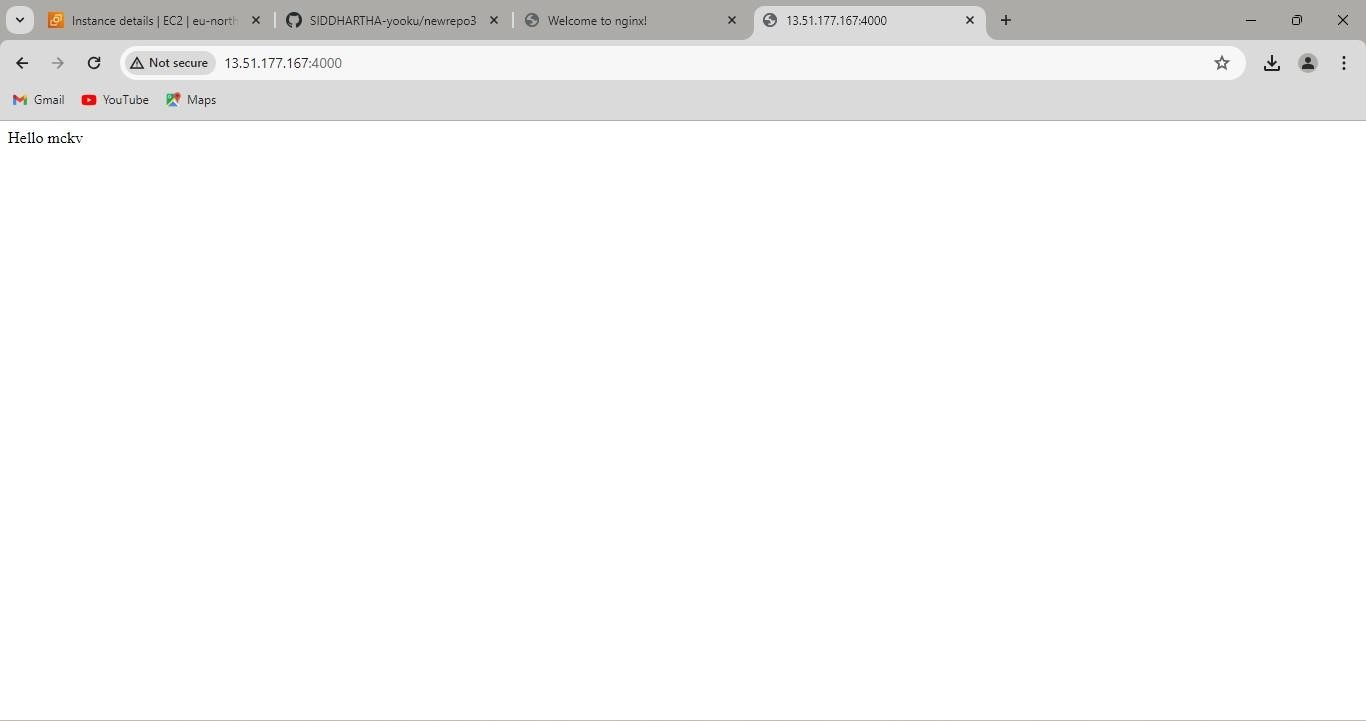 Instance details | EC2 | eu-north
SIDDHARTHA-yooku/newrepo3
Welcome to nginx!
13.51.177.167:4000
Not secure
13.51.177.167:4000
Gmail
YouTube
Maps
Hello mckv